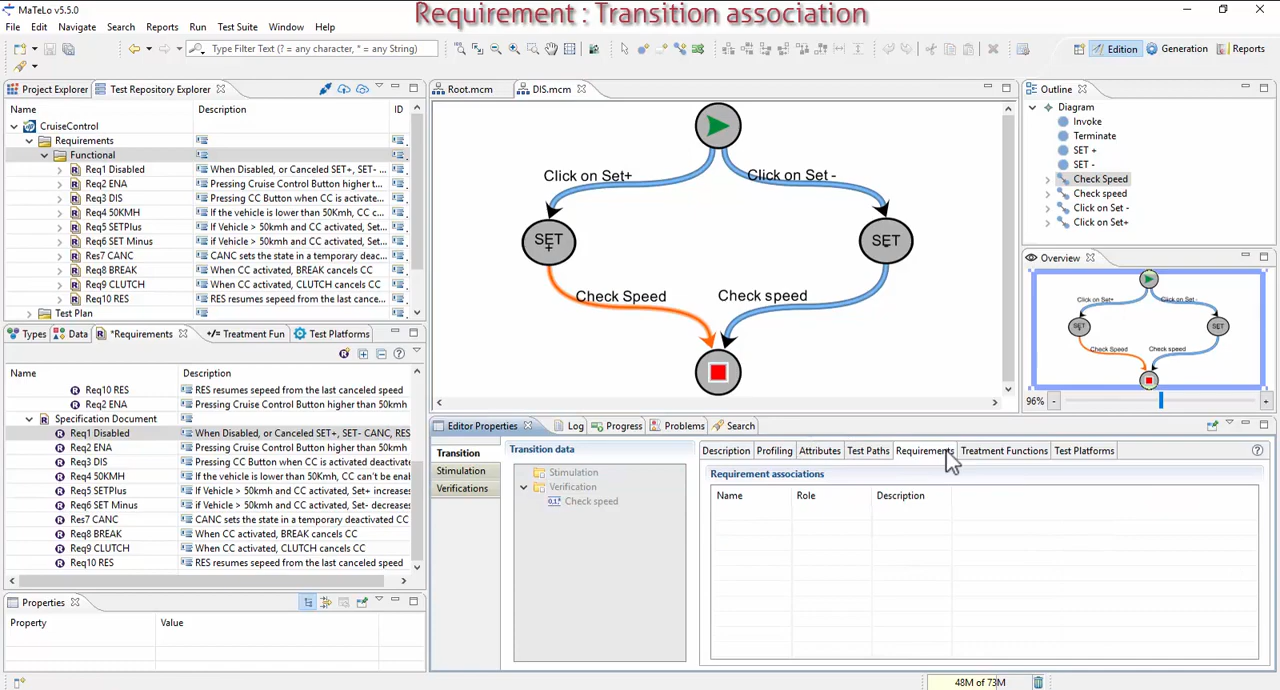 MaTeLo v5.5.0
Requirement : Transition association
File Edit Navigate Search Reports Run Test Suite Window Help
Type Filter Text (? = any character, * = any String)
Edition Generation Reports
Project Explorer Test Repository Explorer
Name Description ID
CruiseControl
Requirements
Functional
Req1 Disabled When Disabled, or Canceled SET+, SET- ...
Req2 ENA Pressing Cruise Control Button higher t...
Req3 DIS Pressing CC Button when CC is activated...
Req4 50KMH If the vehicle is lower than 50Kmh, CC c...
Req5 SETPlus if Vehicle > 50kmh and CC activated, Set...
Req6 SET Minus if Vehicle > 50kmh and CC activated, Set...
Res7 CANC CANC sets the state in a temporary deac...
Req8 BREAK When CC activated, BREAK cancels CC
Req9 CLUTCH When CC activated, CLUTCH cancels CC
Req10 RES RES resumes sepeed from the last cance...
Test Plan
Types Data *Requirements Treatment Fun Test Platforms
Name Description
Req10 RES RES resumes sepeed from the last canceled speed
Req2 ENA Pressing Cruise Control Button higher than 50kmh
Specification Document
Req1 Disabled When Disabled, or Canceled SET+, SET- CANC, RES
Req2 ENA Pressing Cruise Control Button higher than 50kmh
Req3 DIS Pressing CC Button when CC is activated deactivate
Req4 50KMH If the vehicle is lower than 50Kmh, CC can't be enab
Req5 SETPlus if Vehicle > 50kmh and CC activated, Set+ increases
Req6 SET Minus if Vehicle > 50kmh and CC activated, Set- decreases
Res7 CANC CANC sets the state in a temporary deactivated CC
Req8 BREAK When CC activated, BREAK cancels CC
Req9 CLUTCH When CC activated, CLUTCH cancels CC
Req10 RES RES resumes sepeed from the last canceled speed
Properties
Property Value
Root.mcm DIS.mcm
Click on Set+ Click on Set -
SET
+
SET
-
Check Speed Check speed
Outline
Diagram
Invoke
Terminate
SET +
SET -
Check Speed
Check speed
Click on Set -
Click on Set+
Overview
Click on Set+ Click on Set -
SET SET
Check Speed Check speed
96% - +
Editor Properties Log Progress Problems Search
Transition
Stimulation
Verifications
Transition data
Stimulation
Verification
Check speed
Description Profiling Attributes Test Paths Requirements Treatment Functions Test Platforms
Requirement associations
Name Role Description
48M of 73M